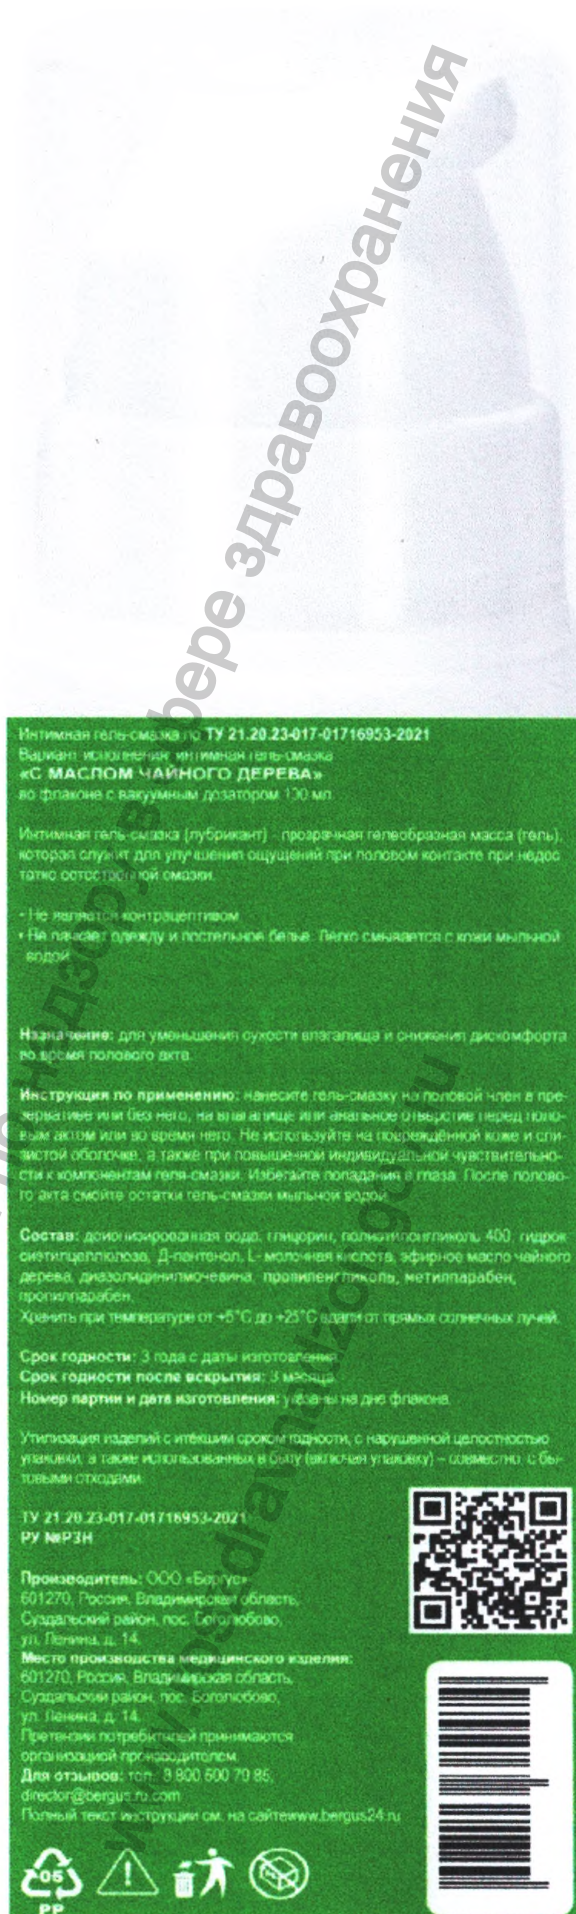 Интимная гель-смазка по ТУ 21.20.23-017-01716953-2021
Вариант исполнения: интимная гель-смазка
«С МАСЛОМ ЧАЙНОГО ДЕРЕВА»
во флаконе с вакуумным дозатором 100 мл.
Интимная гель-смазка (лубрикант) - прозрачная гелеобразная масса (гель),
которая служит для улучшения ощущений при половом контакте при недос
татке естественной смазки.
• Не является контрацептивом
• Не пачкает одежду и постельное белье. Легко смывается с кожи мыльной
водой
Назначение: для уменьшения сухости влагалища и снижения дискомфорта
во время полового акта.
Инструкция по применению: нанесите гель-смазку на половой член в пре-
зервативе или без него, на влагалище или анальное отверстие перед поло-
вым актом или во время него. Не используйте на повреждённой коже и сли-
зистой оболочке, а также при повышенной индивидуальной чувствительно-
сти к компонентам геля-смазки. Избегайте попадания в глаза. После полово-
го акта смойте остатки гель-смазки мыльной водой
Состав: деионизированная вода, глицерин, полиэтиленгликоль 400, гидрок
сиэтилцеллюлоза, Д-пантенол, L- молочная кислота, эфирное масло чайного
дерева, диазолидинилмочевина, пропиленгликоль, метилпарабен,
пропилпарабен.
Хранить при температуре от +5°С до +25°С вдали от прямых солнечных лучей.
Срок годности: 3 года с даты изготовления
Срок годности после вскрытия: 3 месяца
Номер партии и дата изготовления: указаны на дне флакона
Утилизация изделий с итёкшим сроком годности, с нарушенной целостностью
упаковки, а также использованных в быту (включая упаковку) – совместно с бы-
товыми отходами
ТУ 21.20.23-017-01716953-2021
РУ №РЗН
Производитель: ООО «Бергус»
601270, Россия, Владимирская область,
Суздальский район, пос. Боголюбово,
ул. Ленина, д. 14.
Место производства медицинского изделия:
601270, Россия, Владимирская область,
Суздальский район, пос. Боголюбово,
ул. Ленина, д. 14.
Претензии потребителей принимаются
организацией производителем
Для отзывов: тел.: 8 800 500 70 85,
director@bergus.ru.com
Полный текст инструкции см. на сайтеwww.bergus24.ru
05
PP
по надзору в сфере здравоохранения
www.roszdravnadzor.gov.ru